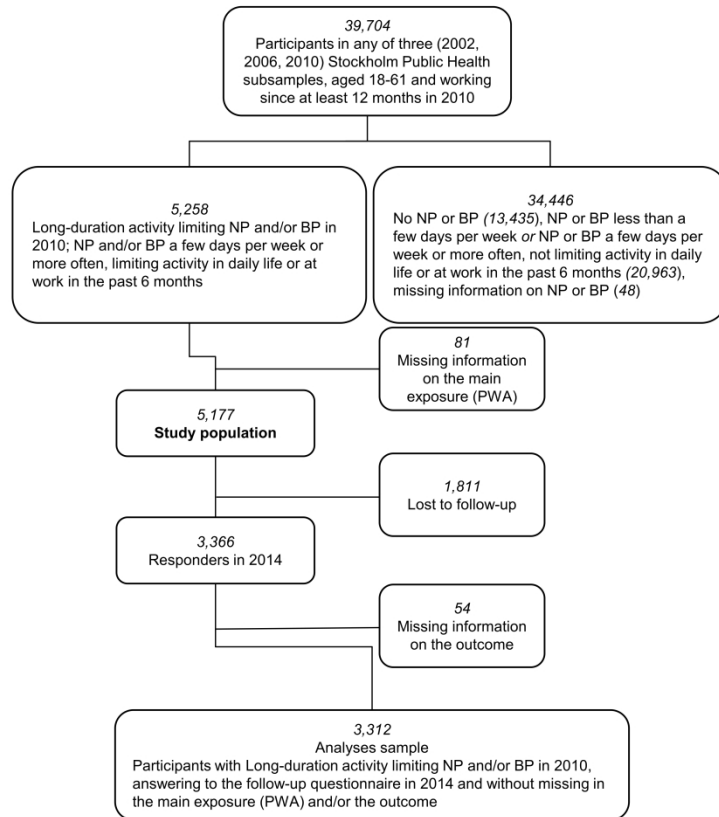 39,704
Participants in any of three (2002,
2006, 2010) Stockholm Public Health
subsamples, aged 18-61 and working
since at least 12 months in 2010
5,258
Long-duration activity limiting NP and/or BP in
2010; NP and/or BP a few days per week or
more often, limiting activity in daily life or at
work in the past 6 months
34,446
No NP or BP (13,435), NP or BP less than a
few days per week or NP or BP a few days per
week or more often, not limiting activity in daily
life or at work in the past 6 months (20,963),
missing information on NP or BP (48)
81
Missing information
on the main
exposure (PWA)
5,177
Study population
1,811
Lost to follow-up
3,366
Responders in 2014
54
Missing information
on the outcome
3,312
Analyses sample
Participants with Long-duration activity limiting NP and/or BP in 2010,
answering to the follow-up questionnaire in 2014 and without missing in
the main exposure (PWA) and/or the outcome